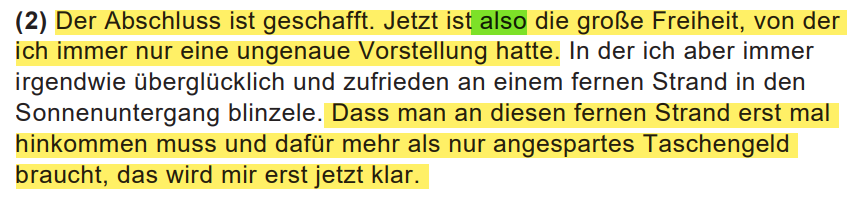 (2) Der Abschluss ist geschafft. Jetzt ist also die große Freiheit, von der
ich immer nur eine ungenaue Vorstellung hatte. In der ich aber immer
irgendwie überglücklich und zufrieden an einem fernen Strand in den
Sonnenuntergang blinzele. Dass man an diesen fernen Strand erst mal
hinkommen muss und dafür mehr als nur angespartes Taschengeld
braucht, das wird mir erst jetzt klar.